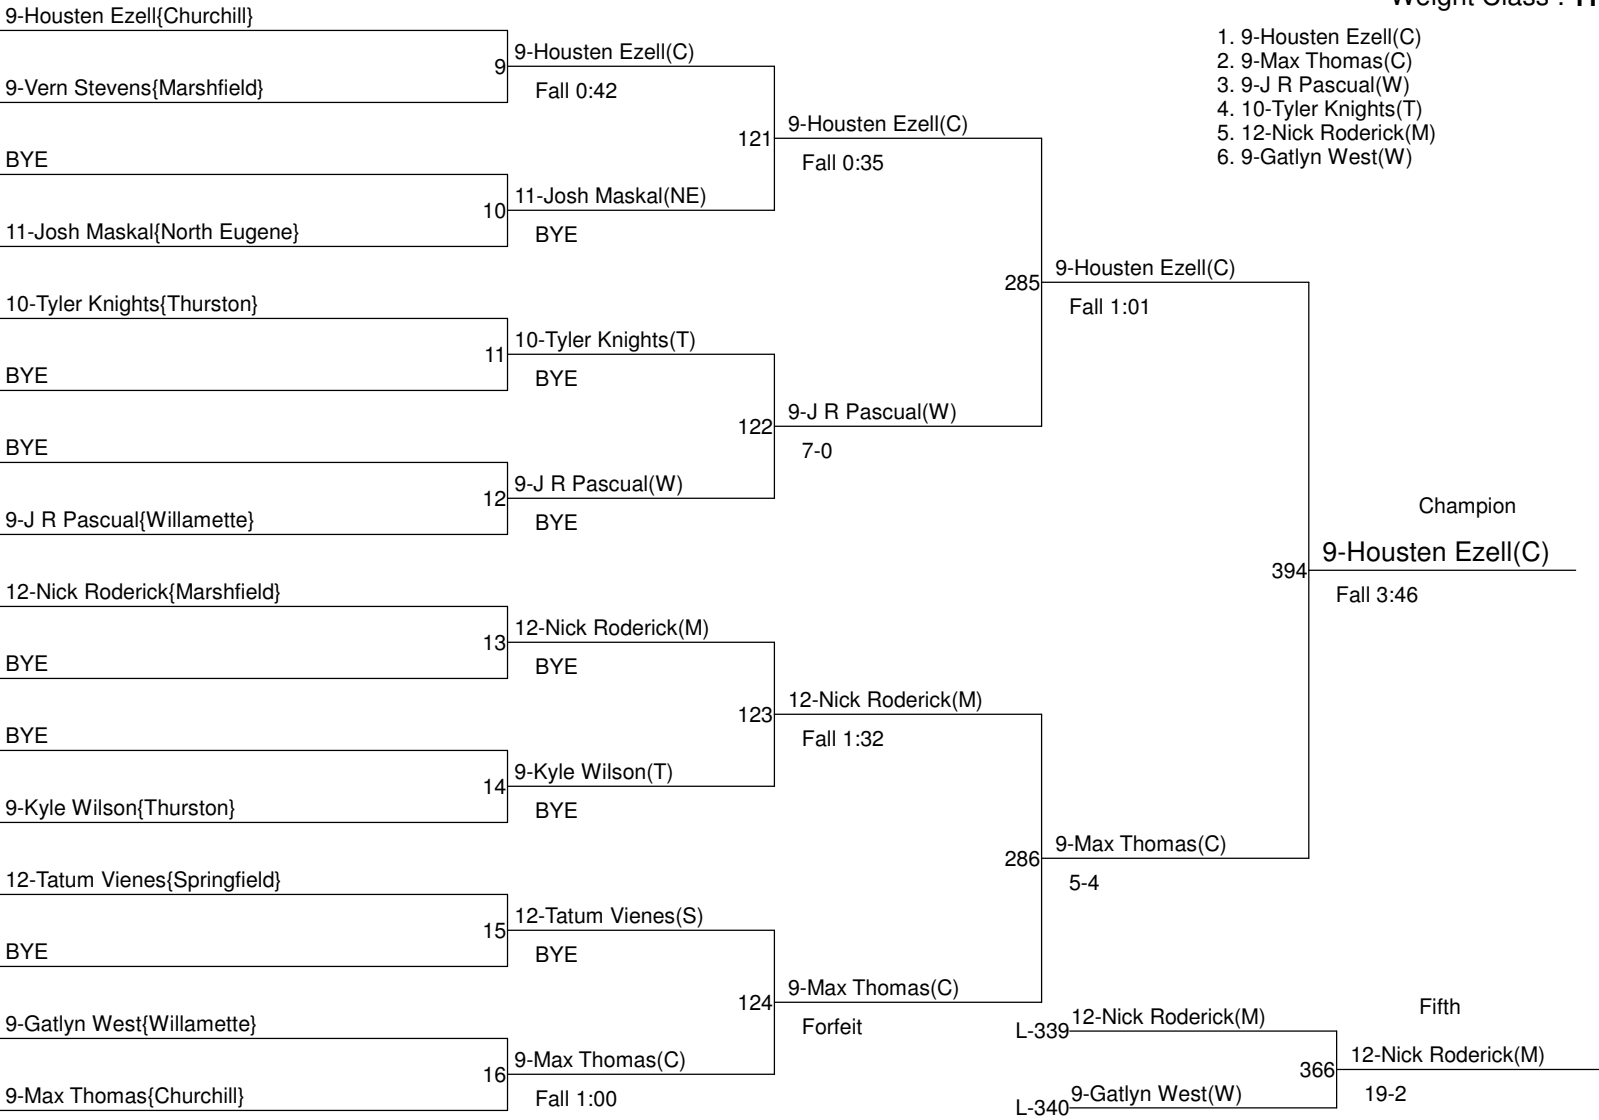 Weight Class :
1. 9-Housten Ezell(C)
2. 9-Max Thomas(C)
3. 9-J R Pascual(W)
4. 10-Tyler Knights(T)
5. 12-Nick Roderick(M)
6. 9-Gatlyn West(W)
9-Housten Ezell{Churchill}
9-Vern Stevens{Marshfield}
BYE
11-Josh Maskal{North Eugene}
10-Tyler Knights{Thurston}
BYE
BYE
9-J R Pascual{Willamette}
12-Nick Roderick{Marshfield}
BYE
BYE
9-Kyle Wilson{Thurston}
12-Tatum Vienes{Springfield}
BYE
9-Gatlyn West{Willamette}
9-Max Thomas{Churchill}
9
9-Housten Ezell(C)
Fall 0:42
10
11-Josh Maskal(NE)
BYE
11
10-Tyler Knights(T)
BYE
12
9-J R Pascual(W)
BYE
13
12-Nick Roderick(M)
BYE
14
9-Kyle Wilson(T)
BYE
15
12-Tatum Vienes(S)
BYE
16
9-Max Thomas(C)
Fall 1:00
121
9-Housten Ezell(C)
Fall 0:35
122
9-J R Pascual(W)
7-0
123
12-Nick Roderick(M)
Fall 1:32
124
9-Max Thomas(C)
Forfeit
285
9-Housten Ezell(C)
Fall 1:01
286
9-Max Thomas(C)
5-4
Champion
394
9-Housten Ezell(C)
Fall 3:46
Fifth
L-339
12-Nick Roderick(M)
L-340
9-Gatlyn West(W)
366
12-Nick Roderick(M)
19-2